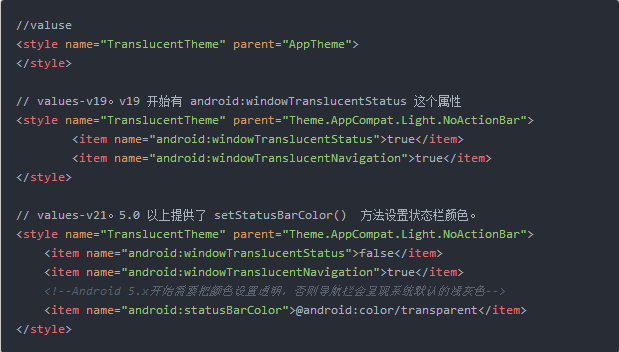 //valuse
<style name="TranslucentTheme" parent="AppTheme">
</style>
// values-v19。v19 开始有 android:windowTranslucentStatus 这个属性
<style name="TranslucentTheme" parent="Theme.AppCompat.Light.NoActionBar">
<item name="android:windowTranslucentStatus">true</item>
<item name="android:windowTranslucentNavigation">true</item>
</style>
// values-v21。5.0 以上提供了 setStatusBarColor()  方法设置状态栏颜色。
<style name="TranslucentTheme" parent="Theme.AppCompat.Light.NoActionBar">
<item name="android:windowTranslucentStatus">false</item>
<item name="android:windowTranslucentNavigation">true</item>
<!--Android 5.x开始需要把颜色设置透明，否则导航栏会呈现系统默认的浅灰色-->
<item name="android:statusBarColor">@android:color/transparent</item>
</style>